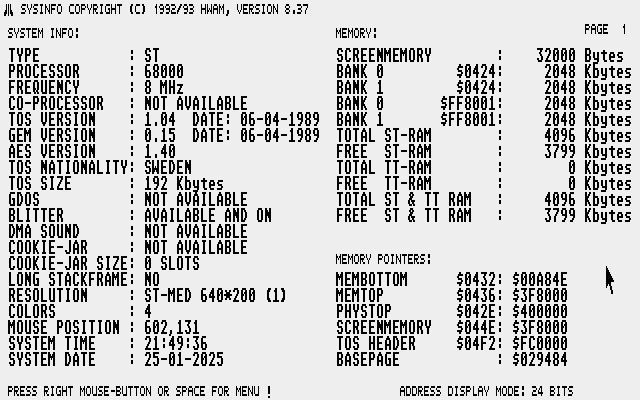 SYSINFO COPYRIGHT (C) 1992/93 HWAM, VERSION 8.37
PAGE 1
SYSTEM INFO:
TYPE : ST
PROCESSOR : 68000
FREQUENCY : 8 MHz
CO-PROCESSOR : NOT AVAILABLE
TOS VERSION : 1.04 DATE: 06-04-1989
GEM VERSION : 0.15 DATE: 06-04-1989
AES VERSION : 1.40
TOS NATIONALITY: SWEDEN
TOS SIZE : 192 Kbytes
GDOS : NOT AVAILABLE
BLITTER : AVAILABLE AND ON
DMA SOUND : NOT AVAILABLE
COOKIE-JAR : NOT AVAILABLE
COOKIE-JAR SIZE: 0 SLOTS
LONG STACKFRAME: NO
RESOLUTION : ST-MED 640*200 (1)
COLORS : 4
MOUSE POSITION : 602,131
SYSTEM TIME : 21:49:36
SYSTEM DATE : 25-01-2025
MEMORY:
SCREENMEMORY : 32000 Bytes
BANK 0 $0424: 2048 Kbytes
BANK 1 $0424: 2048 Kbytes
BANK 0 $FF8001: 2048 Kbytes
BANK 1 $FF8001: 2048 Kbytes
TOTAL ST-RAM : 4096 Kbytes
FREE ST-RAM : 3799 Kbytes
TOTAL TT-RAM : 0 Kbytes
FREE TT-RAM : 0 Kbytes
TOTAL ST & TT RAM : 4096 Kbytes
FREE ST & TT RAM : 3799 Kbytes
MEMORY POINTERS:
MEMBOTTOM $0432: $00A84E
MEMTOP $0436: $3F8000
PHYSTOP $042E: $400000
SCREENMEMORY $044E: $3F8000
TOS HEADER $04F2: $FC0000
BASEPAGE : $029484
PRESS RIGHT MOUSE-BUTTON OR SPACE FOR MENU !
ADDRESS DISPLAY MODE: 24 BITS